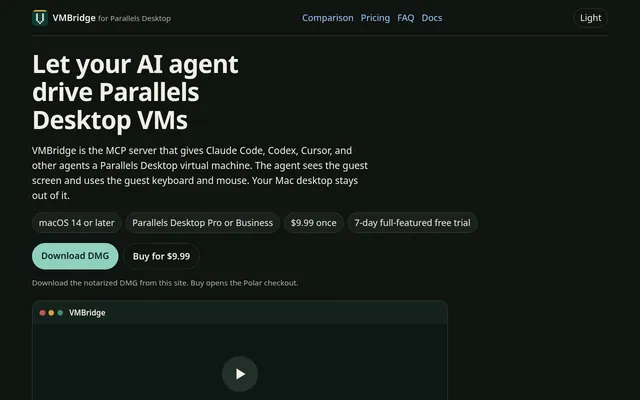 VMBridge for Parallels Desktop
Comparison Pricing FAQ Docs
Light
Let your AI agent
drive Parallels
Desktop VMs
VMBridge is the MCP server that gives Claude Code, Codex, Cursor, and
other agents a Parallels Desktop virtual machine. The agent sees the guest
screen and uses the guest keyboard and mouse. Your Mac desktop stays
out of it.
macOS 14 or later
Parallels Desktop Pro or Business
$9.99 once
7-day full-featured free trial
Download DMG
Buy for $9.99
Download the notarized DMG from this site. Buy opens the Polar checkout.
VMBridge